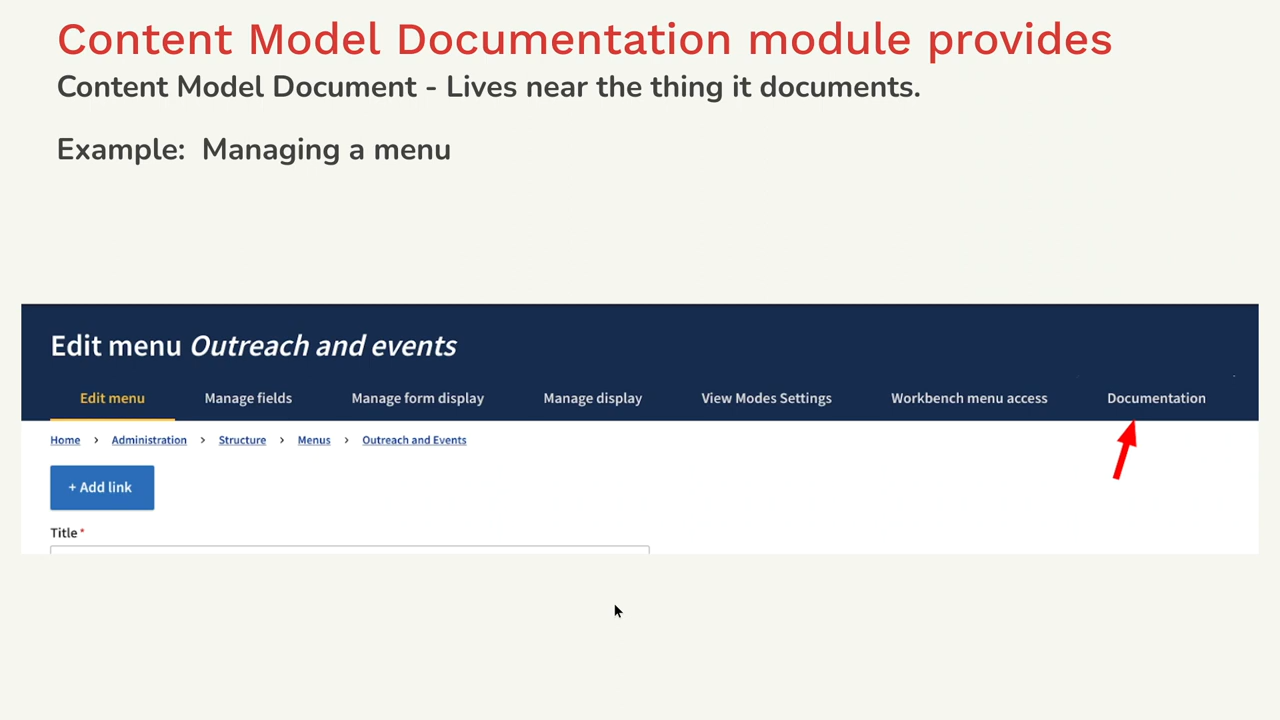 Content Model Documentation module provides
Content Model Document - Lives near the thing it documents.
Example: Managing a menu
Edit menu Outreach and events
Edit menu Manage fields Manage form display Manage display View Modes Settings Workbench menu access Documentation
Home > Administration > Structure > Menus > Outreach and Events
+ Add link
Title *